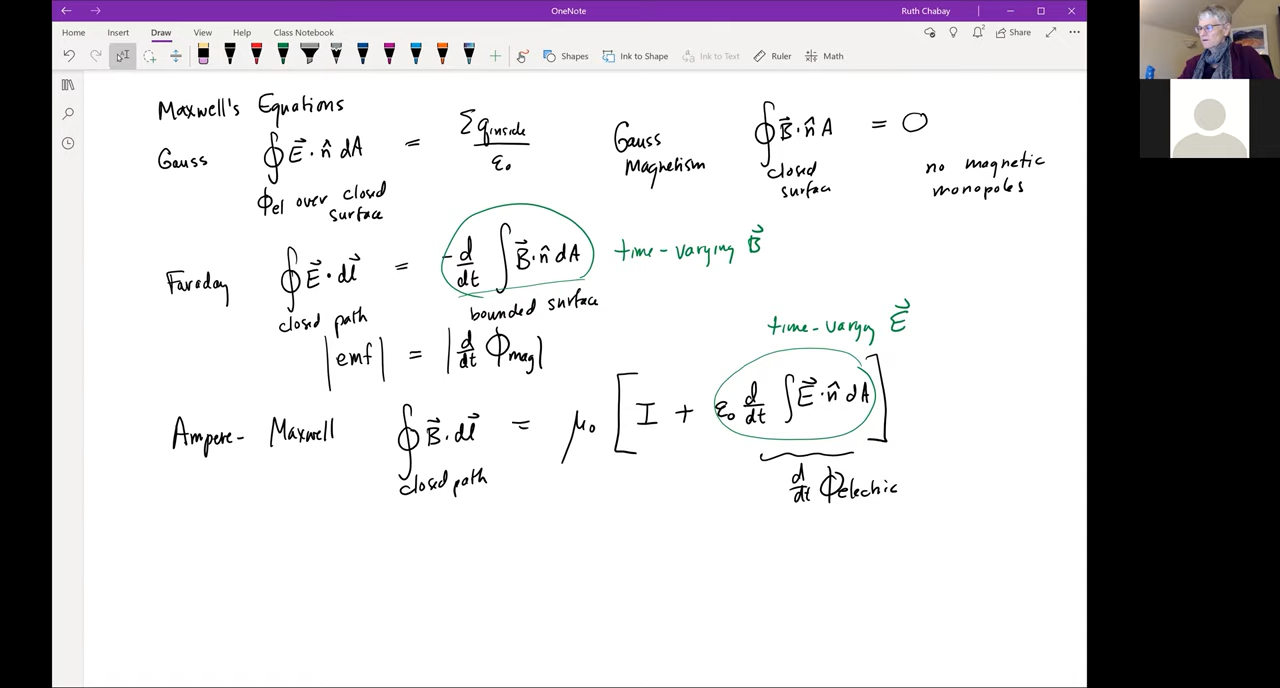 OneNote
Ruth Chabay
Home Insert Draw View Help Class Notebook
Share
Shapes Ink to Shape Ink to Text Ruler Math
Maxwell's Equations
Gauss ∮ E⃗ · n̂ dA = Σq inside / ε₀
Φel over closed surface
Gauss Magnetism ∮ B⃗ · n̂ A = 0
closed surface
no magnetic monopoles
Faraday ∮ E⃗ · dl⃗ = -d/dt ∫ B⃗ · n̂ dA time-varying B⃗
closed path
bounded surface
|emf| = |d/dt Φmag|
time-varying E⃗
Ampere-Maxwell ∮ B⃗ · dl⃗ = μ₀ [I + ε₀ d/dt ∫ E⃗ · n̂ dA]
closed path
d/dt Φelectric